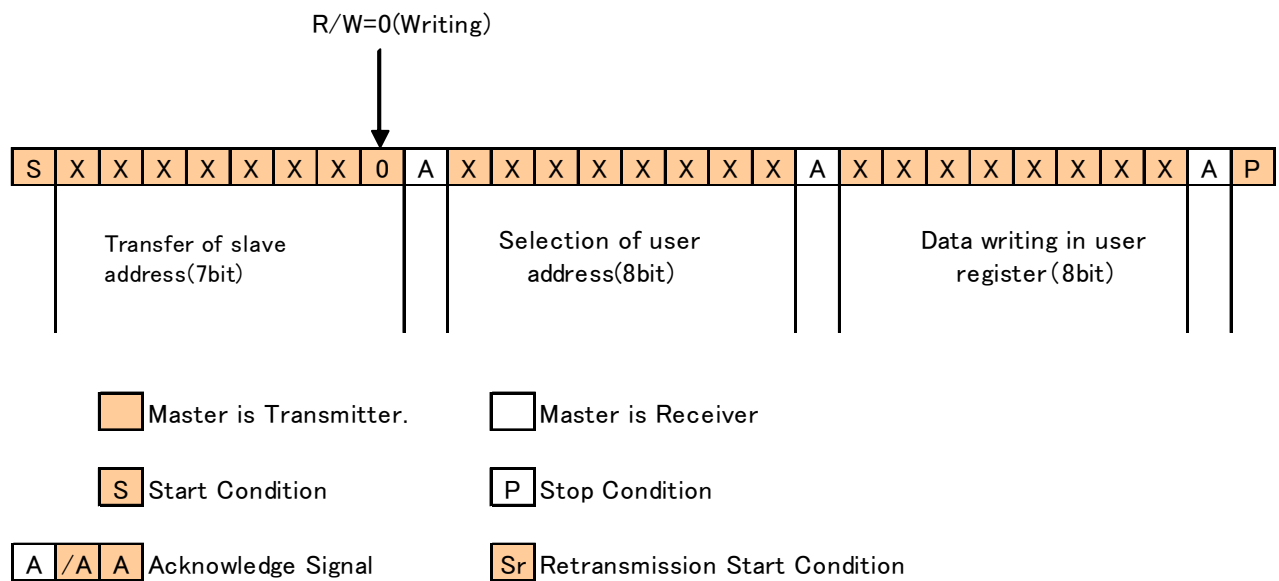 R/W=0(Writing)
S X X X X X X X 0 A X X X X X X X X A X X X X X X X X A P
Transfer of slave
address(7bit)
Selection of user
address(8bit)
Data writing in user
register(8bit)
Master is Transmitter.
Master is Receiver
S Start Condition
P Stop Condition
A /A A Acknowledge Signal
Sr Retransmission Start Condition